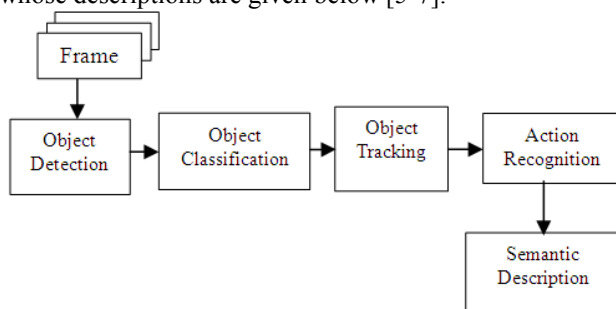 whose descriptions are given below [5-7].
Frame
Object
Detection
Object
Classification
Object
Tracking
Action
Recognition
Semantic
Description